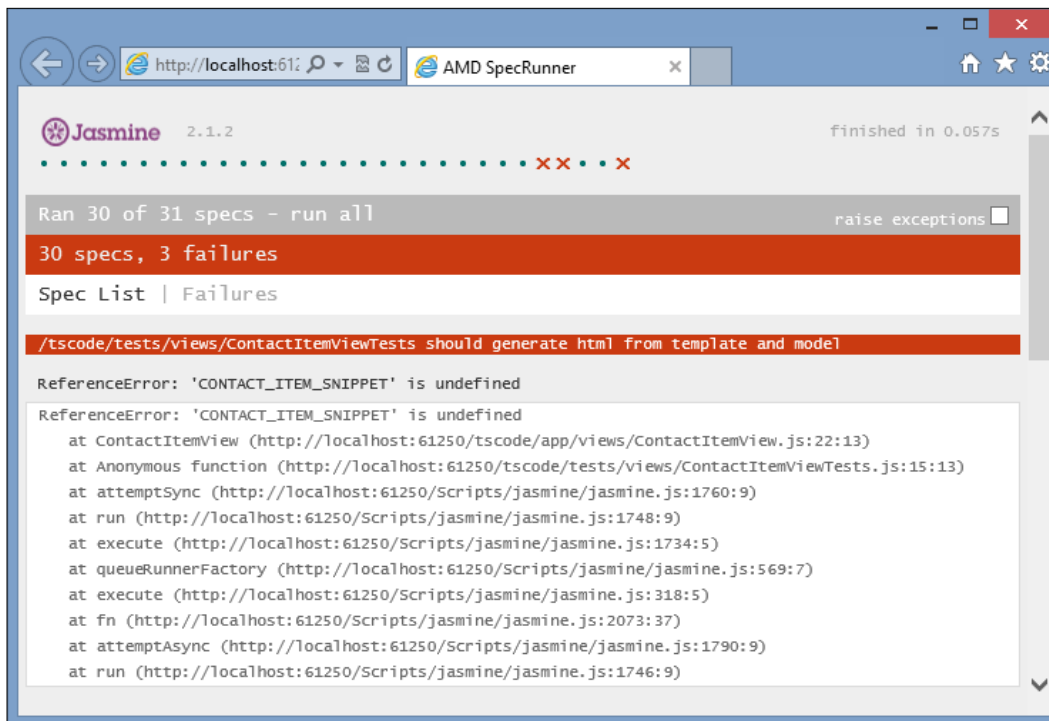 http://localhost:612
AMD SpecRunner
Jasmine 2.1.2
finished in 0.057s
Ran 30 of 31 specs - run all
raise exceptions
30 specs, 3 failures
Spec List | Failures
/tscode/tests/views/ContactItemViewTests should generate html from template and model
ReferenceError: 'CONTACT_ITEM_SNIPPET' is undefined
ReferenceError: 'CONTACT_ITEM_SNIPPET' is undefined
at ContactItemView (http://localhost:61250/tscode/app/views/ContactItemView.js:22:13)
at Anonymous function (http://localhost:61250/tscode/tests/views/ContactItemViewTests.js:15:13)
at attemptSync (http://localhost:61250/Scripts/jasmine/jasmine.js:1760:9)
at run (http://localhost:61250/Scripts/jasmine/jasmine.js:1748:9)
at execute (http://localhost:61250/Scripts/jasmine/jasmine.js:1734:5)
at queueRunnerFactory (http://localhost:61250/Scripts/jasmine/jasmine.js:569:7)
at execute (http://localhost:61250/Scripts/jasmine/jasmine.js:318:5)
at fn (http://localhost:61250/Scripts/jasmine/jasmine.js:2073:37)
at attemptAsync (http://localhost:61250/Scripts/jasmine/jasmine.js:1790:9)
at run (http://localhost:61250/Scripts/jasmine/jasmine.js:1746:9)